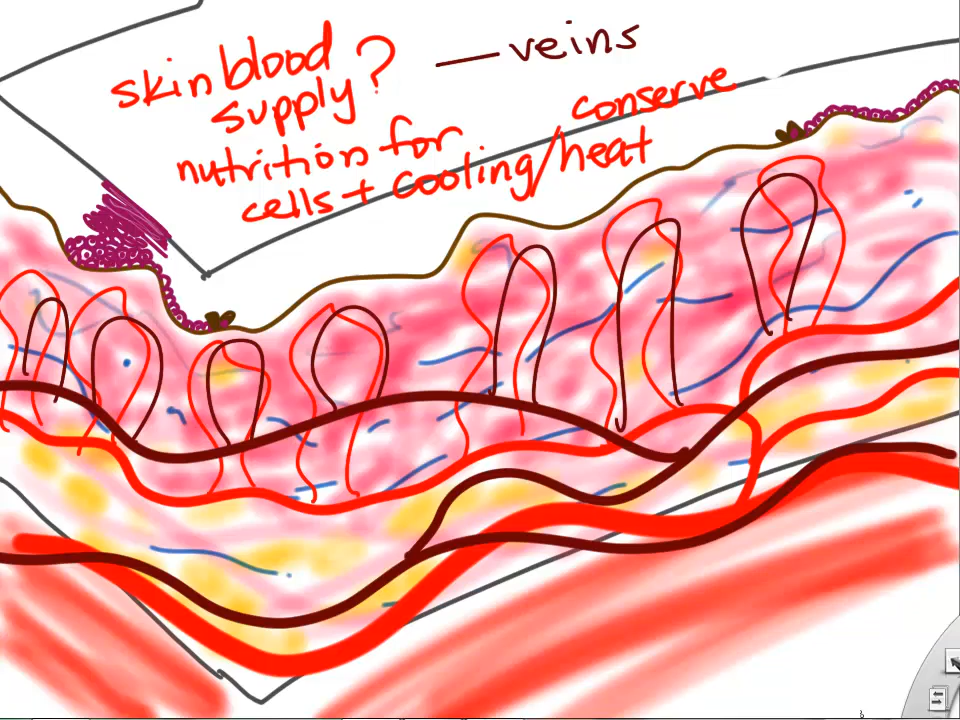 skin blood
supply?
— veins
nutrition for
cells + cooling/conserve
heat